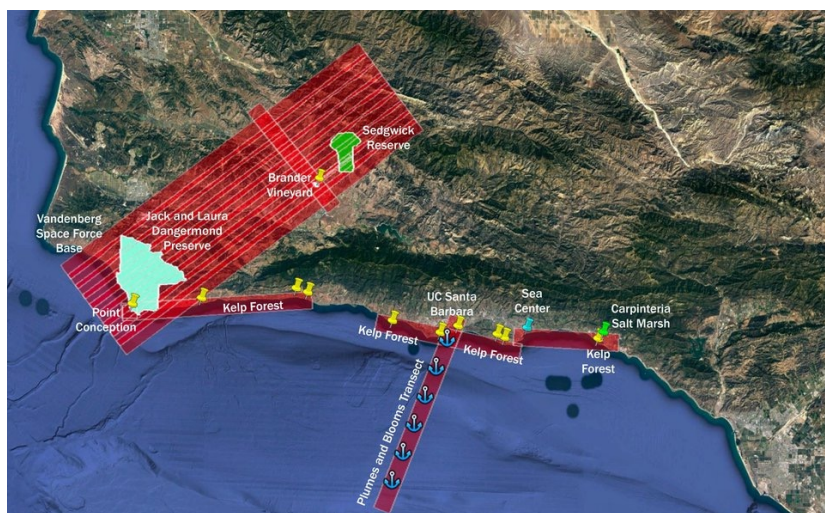 Sedgwick
Reserve
Brander
Vineyard
Jack and Laura
Dangermond
Preserve
Vandenberg
Space Force
Base
Point
Conception
Kelp Forest
Kelp Forest
UC Santa
Barbara
Kelp Forest
Sea
Center
Carpinteria
Salt Marsh
Kelp
Forest
Plumes and Blooms Transect